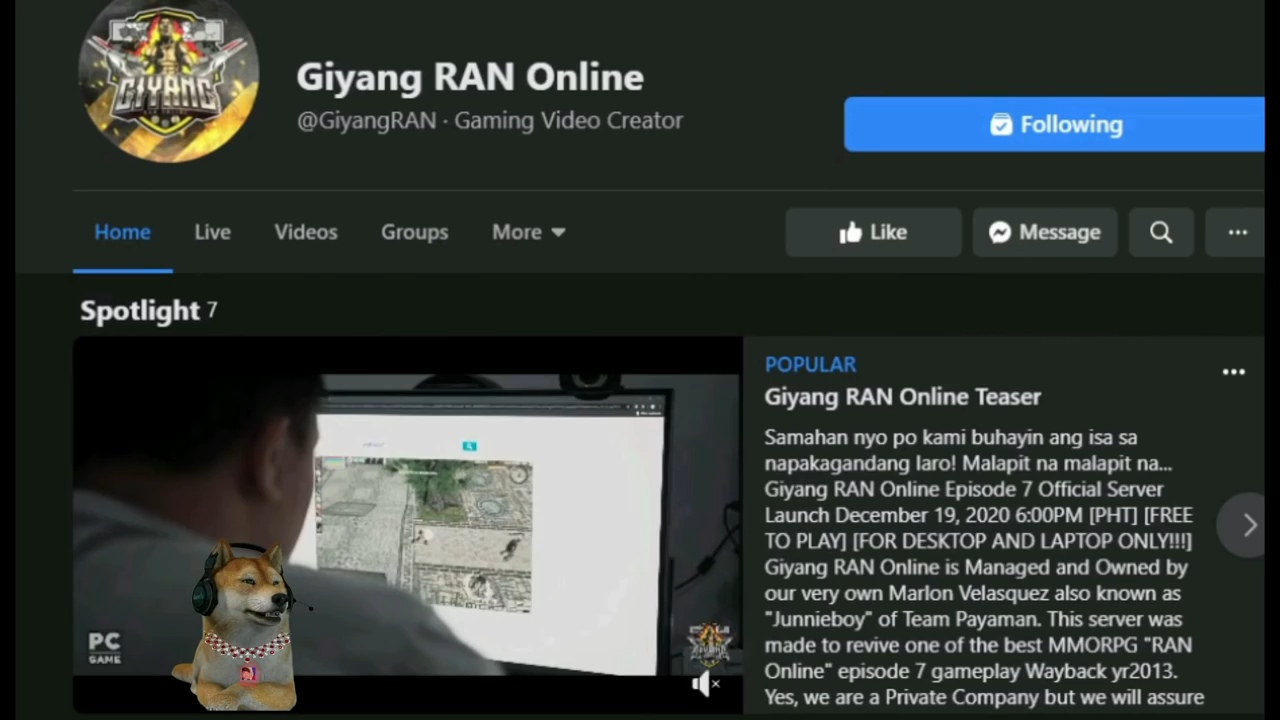 GIYANG
Giyang RAN Online
@GiyangRAN · Gaming Video Creator
Following
Home
Live
Videos
Groups
More
Like
Message
Spotlight 7
POPULAR
Giyang RAN Online Teaser
Samahan nyo po kami buhayin ang isa sa
napakagandang laro! Malapit na malapit na...
Giyang RAN Online Episode 7 Official Server
Launch December 19, 2020 6:00PM [PHT] [FREE
TO PLAY] [FOR DESKTOP AND LAPTOP ONLY!!!]
Giyang RAN Online is Managed and Owned by
our very own Marlon Velasquez also known as
"Junnieboy" of Team Payaman. This server was
made to revive one of the best MMORPG "RAN
Online" episode 7 gameplay Wayback yr2013.
Yes, we are a Private Company but we will assure
PC
GAME